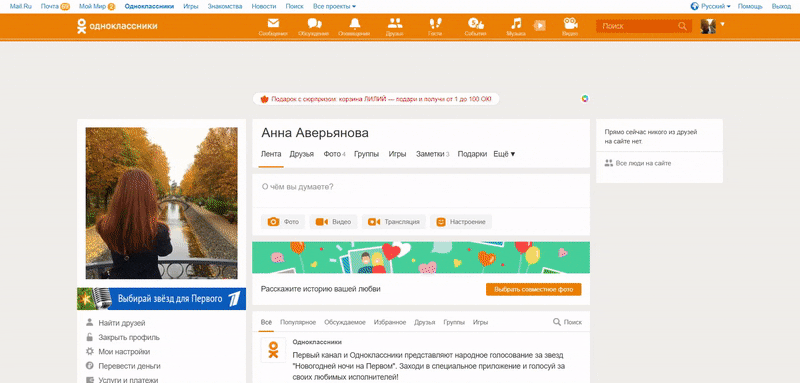 Mail.Ru Почта Мой Мир 2 Одноклассники Игры Знакомства Новости Поиск Все проекты Русский Помощь Выход
одноклассники Сообщения Обсуждения Оповещения Друзья Гости События Музыка Видео Поиск
Подарок с сюрпризом: корзина ЛИЛИЙ — подари и получи от 1 до 100 ОК!
Анна Аверьянова
Лента Друзья Фото 4 Группы Игры Заметки 3 Подарки Ещё
Прямо сейчас никого из друзей
на сайте нет.
Все люди на сайте
О чём вы думаете?
Фото Видео Трансляция Настроение
Расскажите историю вашей любви
Выбрать совместное фото
Выбирай звёзд для Первого
Найти друзей
Закрыть профиль
Мои настройки
Перевести деньги
Услуги и платежи
Все Популярное Обсуждаемое Избранное Друзья Группы Игры Поиск
Одноклассники
Первый канал и Одноклассники представляют народное голосование за звезд
"Новогодней ночи на Первом". Заходи в специальное приложение и голосуй за
своих любимых исполнителей!